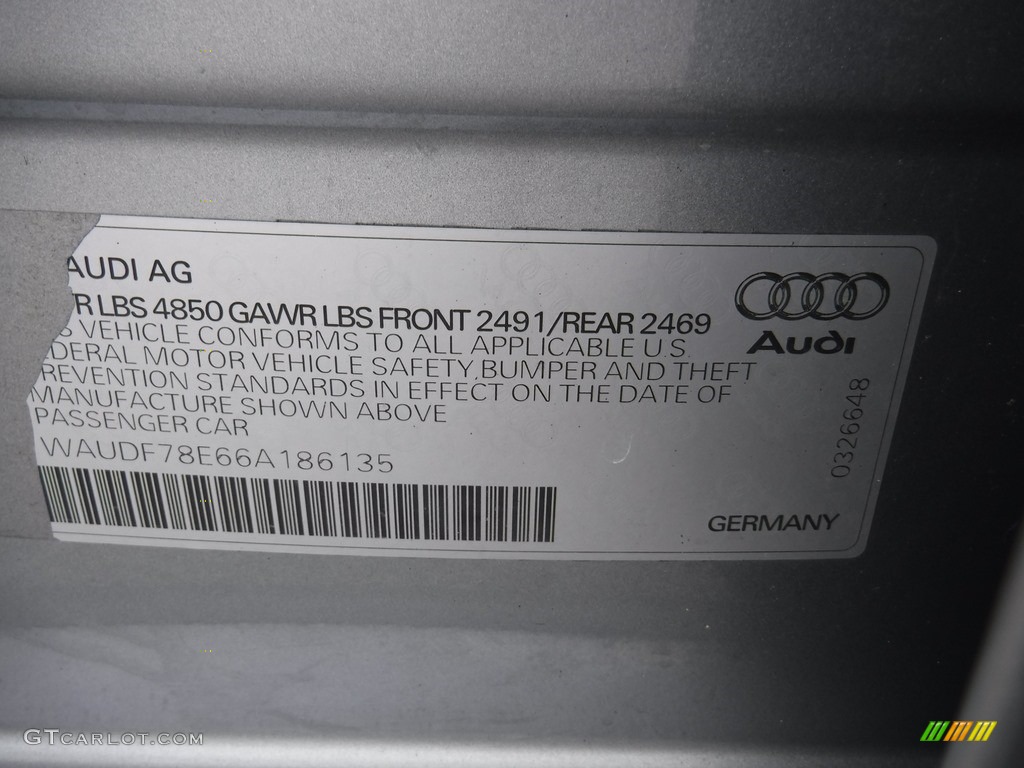 AUDI AG
R LBS 4850 GAWR LBS FRONT 2491/REAR 2469
S VEHICLE CONFORMS TO ALL APPLICABLE U.S
DERAL MOTOR VEHICLE SAFETY, BUMPER AND THEFT
REVENTION STANDARDS IN EFFECT ON THE DATE OF
MANUFACTURE SHOWN ABOVE
PASSENGER CAR
WAUDF78E66A186135
Audi
0326648
GERMANY
GTCARLOT.COM